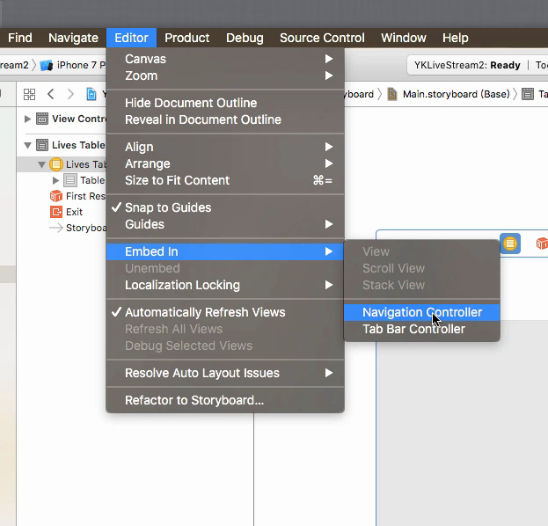 Find Navigate Editor Product Debug Source Control Window Help
ream2 iPhone 7 P YKLiveStream2: Ready
Y yboard Main.storyboard (Base) Ta
View Contr
Lives Table
Lives Tab
Table
First Res
Exit
Storyboa
Canvas
Zoom
Hide Document Outline
Reveal in Document Outline
Align
Arrange
Size to Fit Content ⌘=
✓ Snap to Guides
Guides
Embed In
Unembed
Localization Locking
✓ Automatically Refresh Views
Refresh All Views
Debug Selected Views
Resolve Auto Layout Issues
Refactor to Storyboard...
View
Scroll View
Stack View
Navigation Controller
Tab Bar Controller